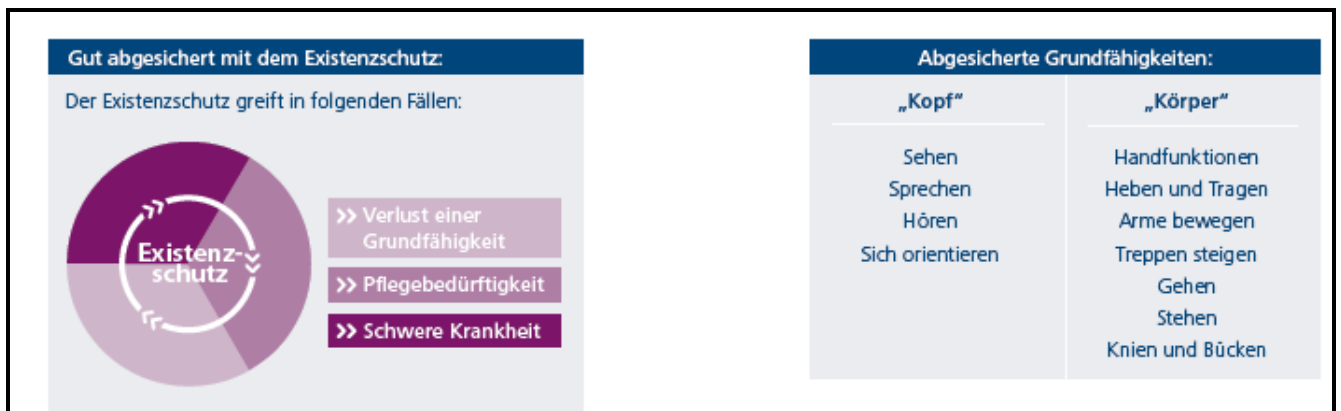 Gut abgesichert mit dem Existenzschutz:
Der Existenzschutz greift in folgenden Fällen:
Existenz-
schutz
>> Verlust einer
Grundfähigkeit
>> Pflegebedürftigkeit
>> Schwere Krankheit
Abgesicherte Grundfähigkeiten:
„Kopf“
Sehen
Sprechen
Hören
Sich orientieren
„Körper“
Handfunktionen
Heben und Tragen
Arme bewegen
Treppen steigen
Gehen
Stehen
Knien und Bücken